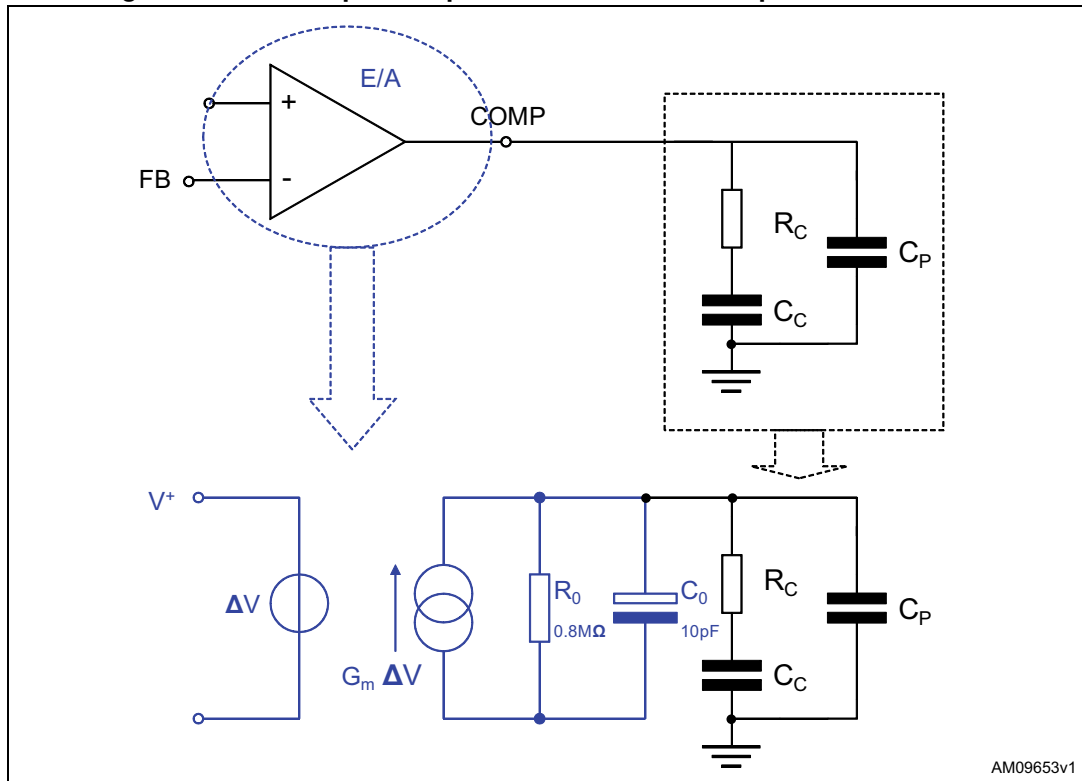 E/A
+
COMP
FB
-
R_C
C_P
C_C
V⁺
ΔV
G_m ΔV
R_0
0.8MΩ
C_0
10pF
R_C
C_P
C_C
AM09653v1